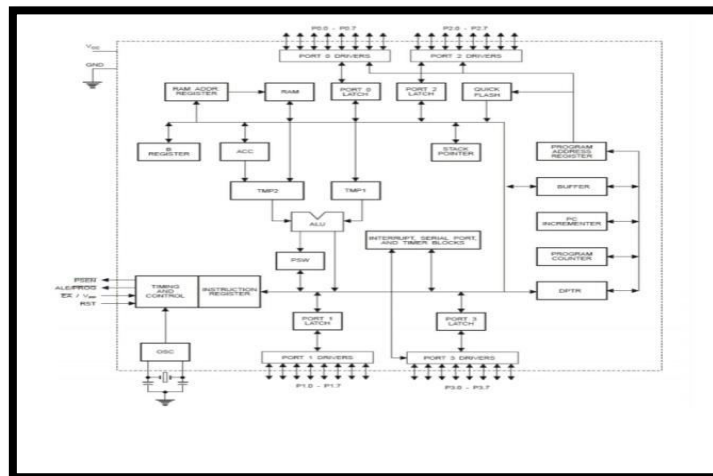 P0.0 - P0.7
P2.0 - P2.7
VCC
PORT 0 DRIVERS
PORT 2 DRIVERS
GND
RAM ADDR.
REGISTER
RAM
PORT 0
LATCH
PORT 2
LATCH
QUICK
FLASH
B
REGISTER
ACC
STACK
POINTER
PROGRAM
ADDRESS
REGISTER
TMP2
TMP1
BUFFER
ALU
PC
INCREMENTER
INTERRUPT, SERIAL PORT,
AND TIMER BLOCKS
PSW
PROGRAM
COUNTER
PSEN
ALE/PROG
EA / VPP
RST
TIMING
AND
CONTROL
INSTRUCTION
REGISTER
DPTR
PORT 1
LATCH
PORT 3
LATCH
OSC
PORT 1 DRIVERS
PORT 3 DRIVERS
P1.0 - P1.7
P3.0 - P3.7